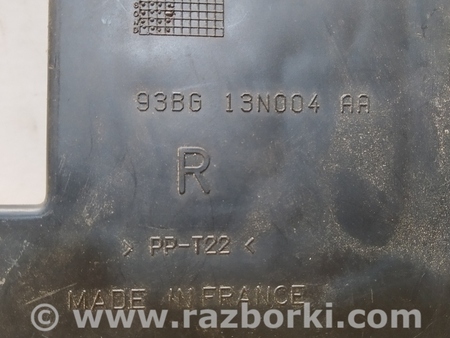 93BG 13N004 AA
R
> PP-T22 <
MADE IN FRANCE
www.razborki.com